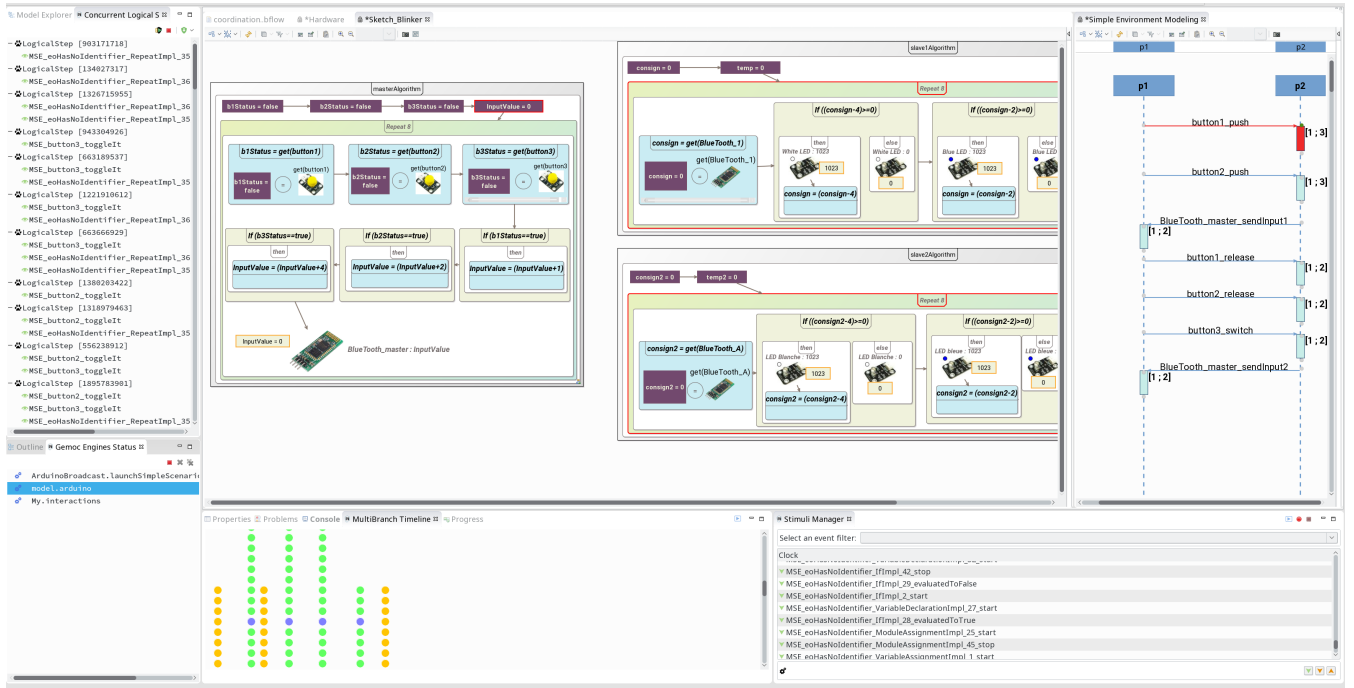 Model Explorer
Concurrent Logical S
LogicalStep [903171718]
MSE_eoHasNoIdentifier_RepeatImpl_35
LogicalStep [134027317]
MSE_eoHasNoIdentifier_RepeatImpl_36
LogicalStep [1326715955]
MSE_eoHasNoIdentifier_RepeatImpl_36
MSE_eoHasNoIdentifier_RepeatImpl_35
LogicalStep [943304926]
MSE_button3_toggleIt
LogicalStep [663189537]
MSE_button3_toggleIt
MSE_eoHasNoIdentifier_RepeatImpl_35
LogicalStep [1221910612]
MSE_button3_toggleIt
MSE_eoHasNoIdentifier_RepeatImpl_36
LogicalStep [663666929]
MSE_button3_toggleIt
MSE_eoHasNoIdentifier_RepeatImpl_36
MSE_eoHasNoIdentifier_RepeatImpl_35
LogicalStep [1380203422]
MSE_button2_toggleIt
LogicalStep [1318979463]
MSE_button2_toggleIt
MSE_eoHasNoIdentifier_RepeatImpl_35
LogicalStep [556238912]
MSE_button2_toggleIt
MSE_button3_toggleIt
LogicalStep [1895783901]
MSE_button2_toggleIt
MSE_button3_toggleIt
MSE_eoHasNoIdentifier_RepeatImpl_35
Outline
Gemoc Engines Status
ArduinoBroadcast.launchSimpleScenari
model.arduino
My.interactions
coordination.bflow
*Hardware
*Sketch_Blinker
masterAlgorithm
b1Status = false
b2Status = false
b3Status = false
InputValue = 0
Repeat 8
b1Status = get(button1)
b2Status = get(button2)
b3Status = get(button3)
b1Status = false
=
get(button1)
b2Status = false
=
get(button2)
b3Status = false
=
get(button3
If (b3Status==true)
If (b2Status==true)
If (b1Status==true)
then
then
then
InputValue = (InputValue+4)
InputValue = (InputValue+2)
InputValue = (InputValue+1)
InputValue = 0
BlueTooth_master : InputValue
slave1Algorithm
consign = 0
temp = 0
Repeat 8
If ((consign-4)>=0)
If ((consign-2)>=0)
consign = get(BlueTooth_1)
get(BlueTooth_1)
consign = 0
=
then
White LED : 1023
1023
consign = (consign-4)
else
White LED : 0
0
then
Blue LED : 1023
1023
consign = (consign-2)
else
Blue LED
0
slave2Algorithm
consign2 = 0
temp2 = 0
Repeat 8
If ((consign2-4)>=0)
If ((consign2-2)>=0)
consign2 = get(BlueTooth_A)
get(BlueTooth_A)
consign2 = 0
=
then
LED Blanche : 1023
1023
consign2 = (consign2-4)
else
LED Blanche : 0
0
then
LED bleue : 1023
1023
consign2 = (consign2-2)
else
LED bleue :
0
*Simple Environment Modeling
p1
p2
p1
p2
button1_push
[1 ; 3]
button2_push
[1 ; 3]
BlueTooth_master_sendInput1
[1 ; 2]
button1_release
[1 ; 2]
button2_release
[1 ; 2]
button3_switch
[1 ; 2]
BlueTooth_master_sendInput2
[1 ; 2]
Properties
Problems
Console
MultiBranch Timeline
Progress
Stimuli Manager
Select an event filter:
Clock
MSE_eoHasNoIdentifier_IfImpl_42_stop
MSE_eoHasNoIdentifier_IfImpl_29_evaluatedToFalse
MSE_eoHasNoIdentifier_IfImpl_2_start
MSE_eoHasNoIdentifier_VariableDeclarationImpl_27_start
MSE_eoHasNoIdentifier_IfImpl_28_evaluatedToTrue
MSE_eoHasNoIdentifier_ModuleAssignmentImpl_25_start
MSE_eoHasNoIdentifier_ModuleAssignmentImpl_45_stop
MSE_eoHasNoIdentifier_VariableAssignmentImpl_1_start